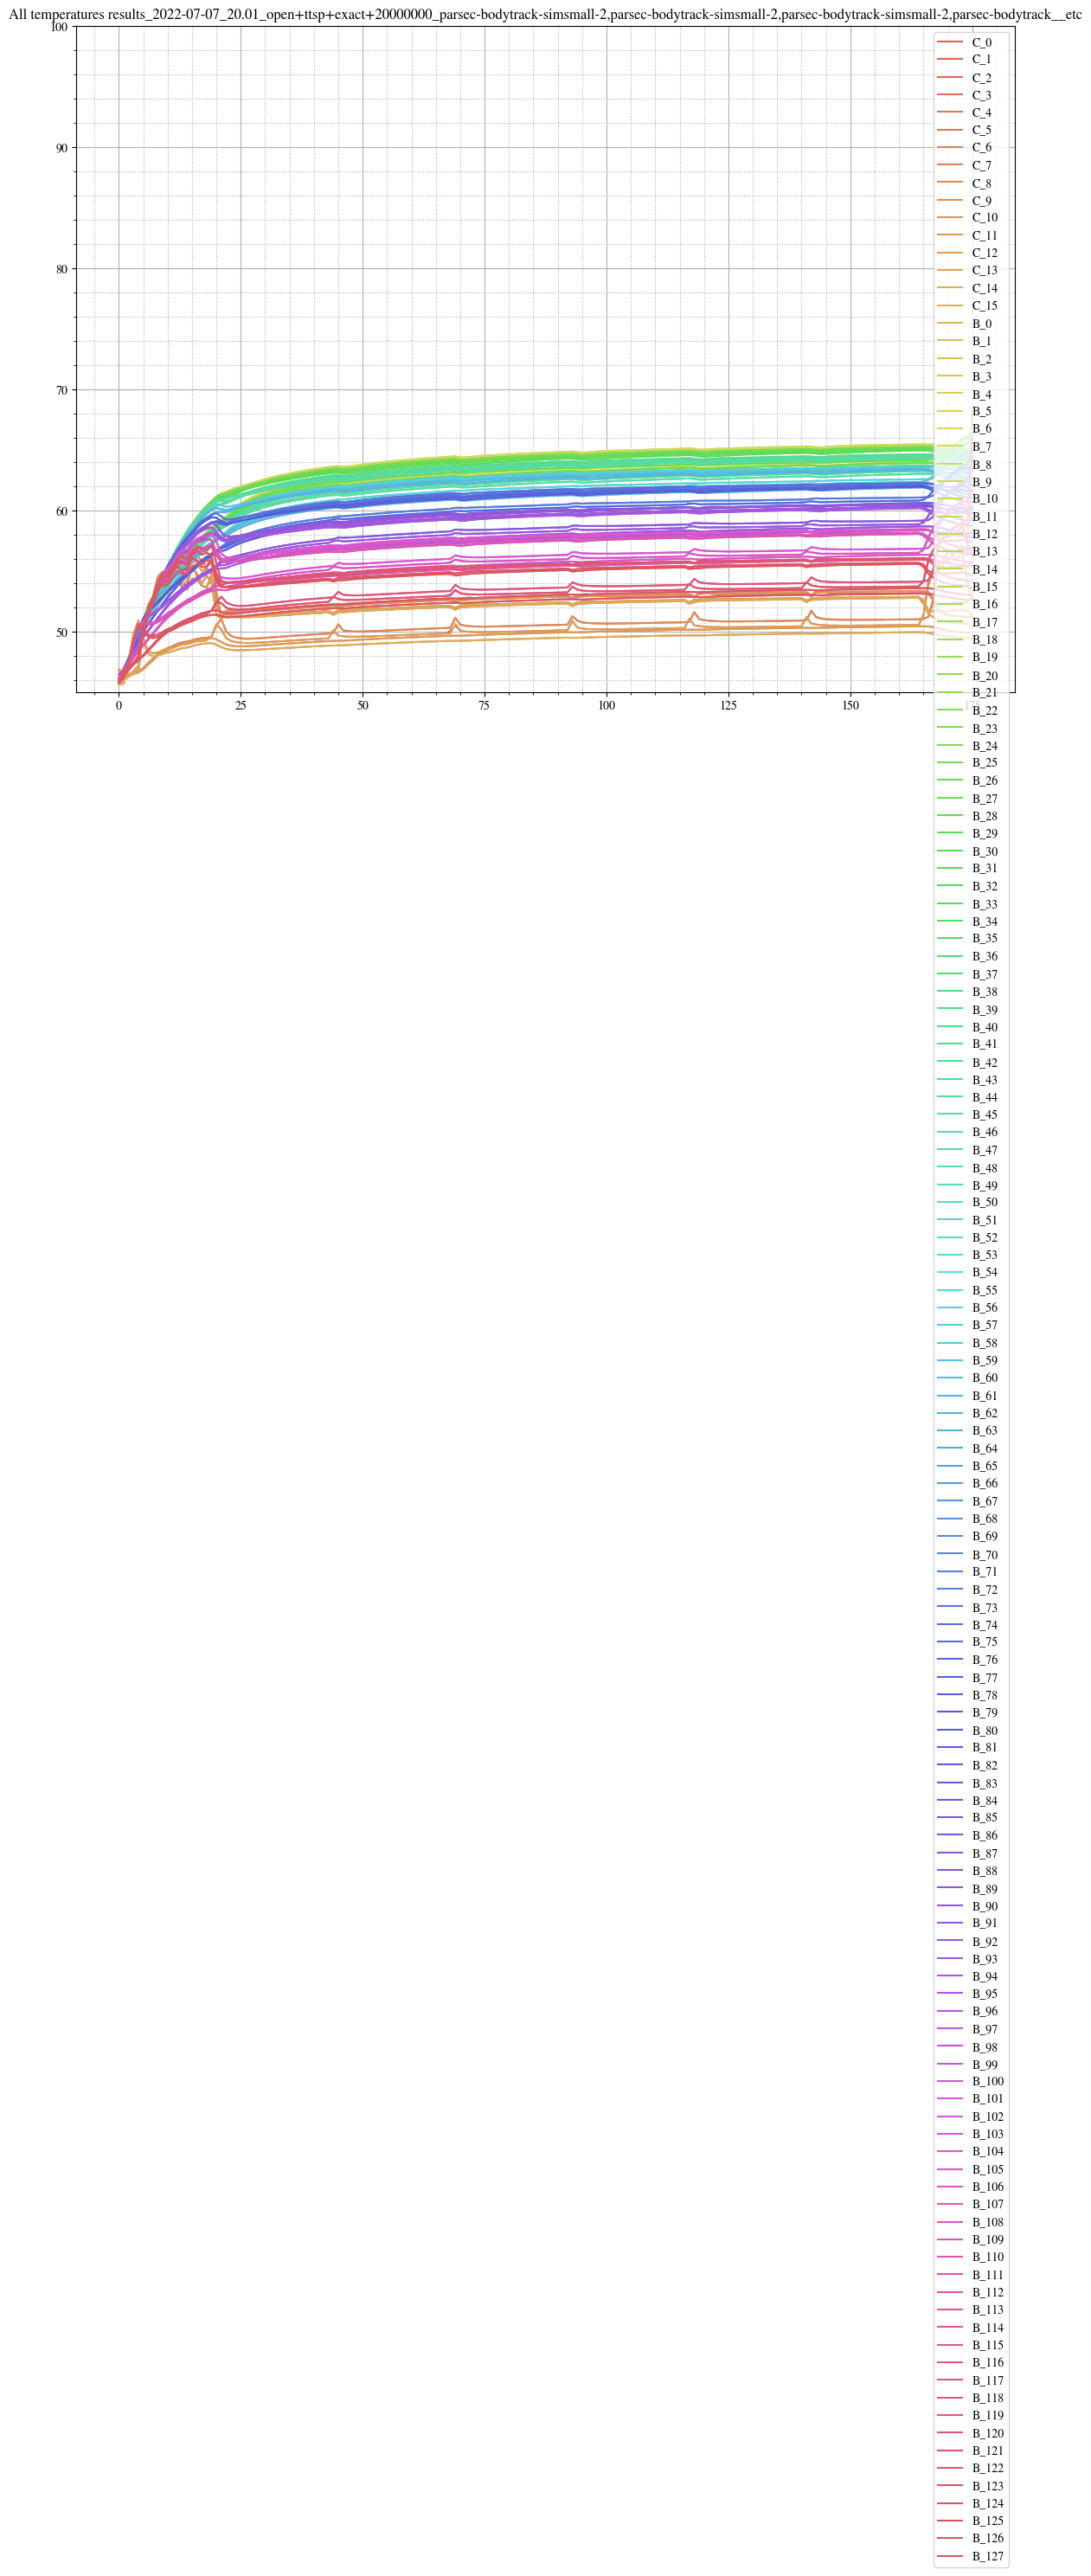 All temperatures results_2022-07-07_20.01_open+ttsp+exact+20000000_parsec-bodytrack-simsmall-2,parsec-bodytrack-simsmall-2,parsec-bodytrack-simsmall-2,parsec-bodytrack__etc
100
90
80
70
60
50
0
25
50
75
100
125
150
175
C_0
C_1
C_2
C_3
C_4
C_5
C_6
C_7
C_8
C_9
C_10
C_11
C_12
C_13
C_14
C_15
B_0
B_1
B_2
B_3
B_4
B_5
B_6
B_7
B_8
B_9
B_10
B_11
B_12
B_13
B_14
B_15
B_16
B_17
B_18
B_19
B_20
B_21
B_22
B_23
B_24
B_25
B_26
B_27
B_28
B_29
B_30
B_31
B_32
B_33
B_34
B_35
B_36
B_37
B_38
B_39
B_40
B_41
B_42
B_43
B_44
B_45
B_46
B_47
B_48
B_49
B_50
B_51
B_52
B_53
B_54
B_55
B_56
B_57
B_58
B_59
B_60
B_61
B_62
B_63
B_64
B_65
B_66
B_67
B_68
B_69
B_70
B_71
B_72
B_73
B_74
B_75
B_76
B_77
B_78
B_79
B_80
B_81
B_82
B_83
B_84
B_85
B_86
B_87
B_88
B_89
B_90
B_91
B_92
B_93
B_94
B_95
B_96
B_97
B_98
B_99
B_100
B_101
B_102
B_103
B_104
B_105
B_106
B_107
B_108
B_109
B_110
B_111
B_112
B_113
B_114
B_115
B_116
B_117
B_118
B_119
B_120
B_121
B_122
B_123
B_124
B_125
B_126
B_127